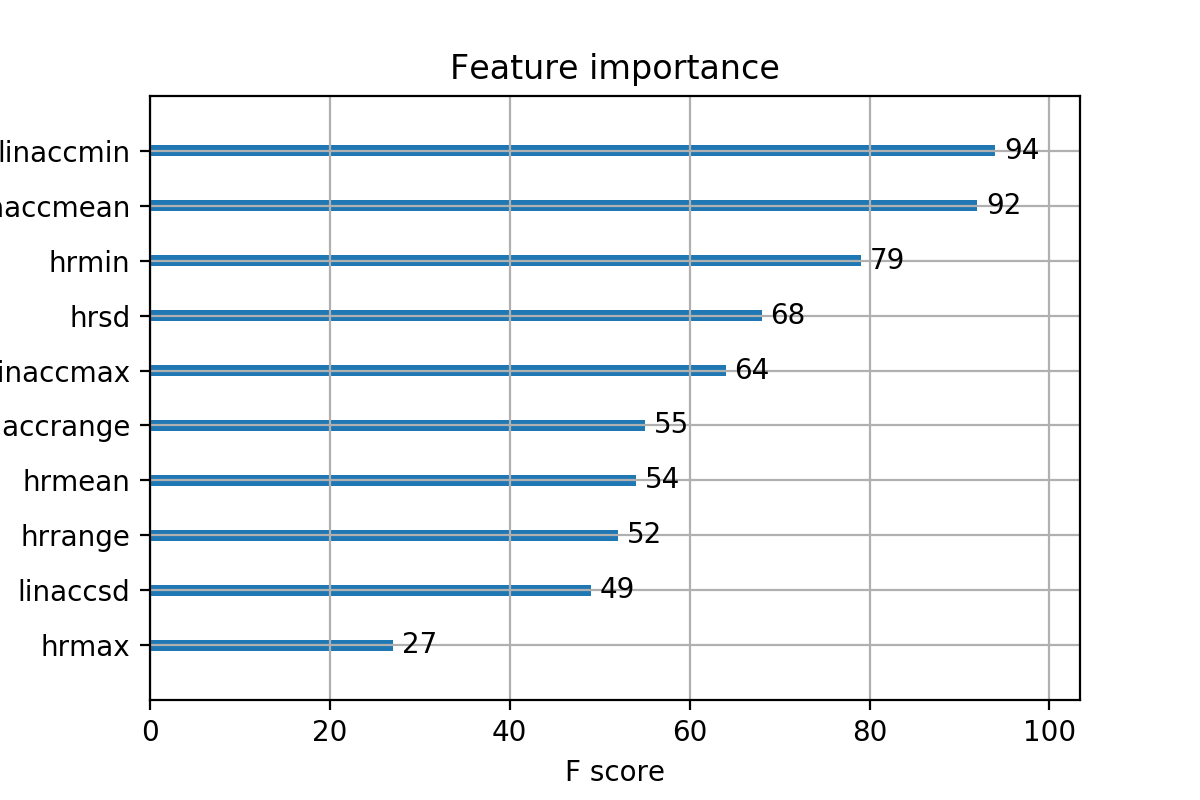 Feature importance
linaccmin 94
naccmean 92
hrmin 79
hrsd 68
inaccmax 64
accrange 55
hrmean 54
hrrange 52
linaccsd 49
hrmax 27
0 20 40 60 80 100
F score